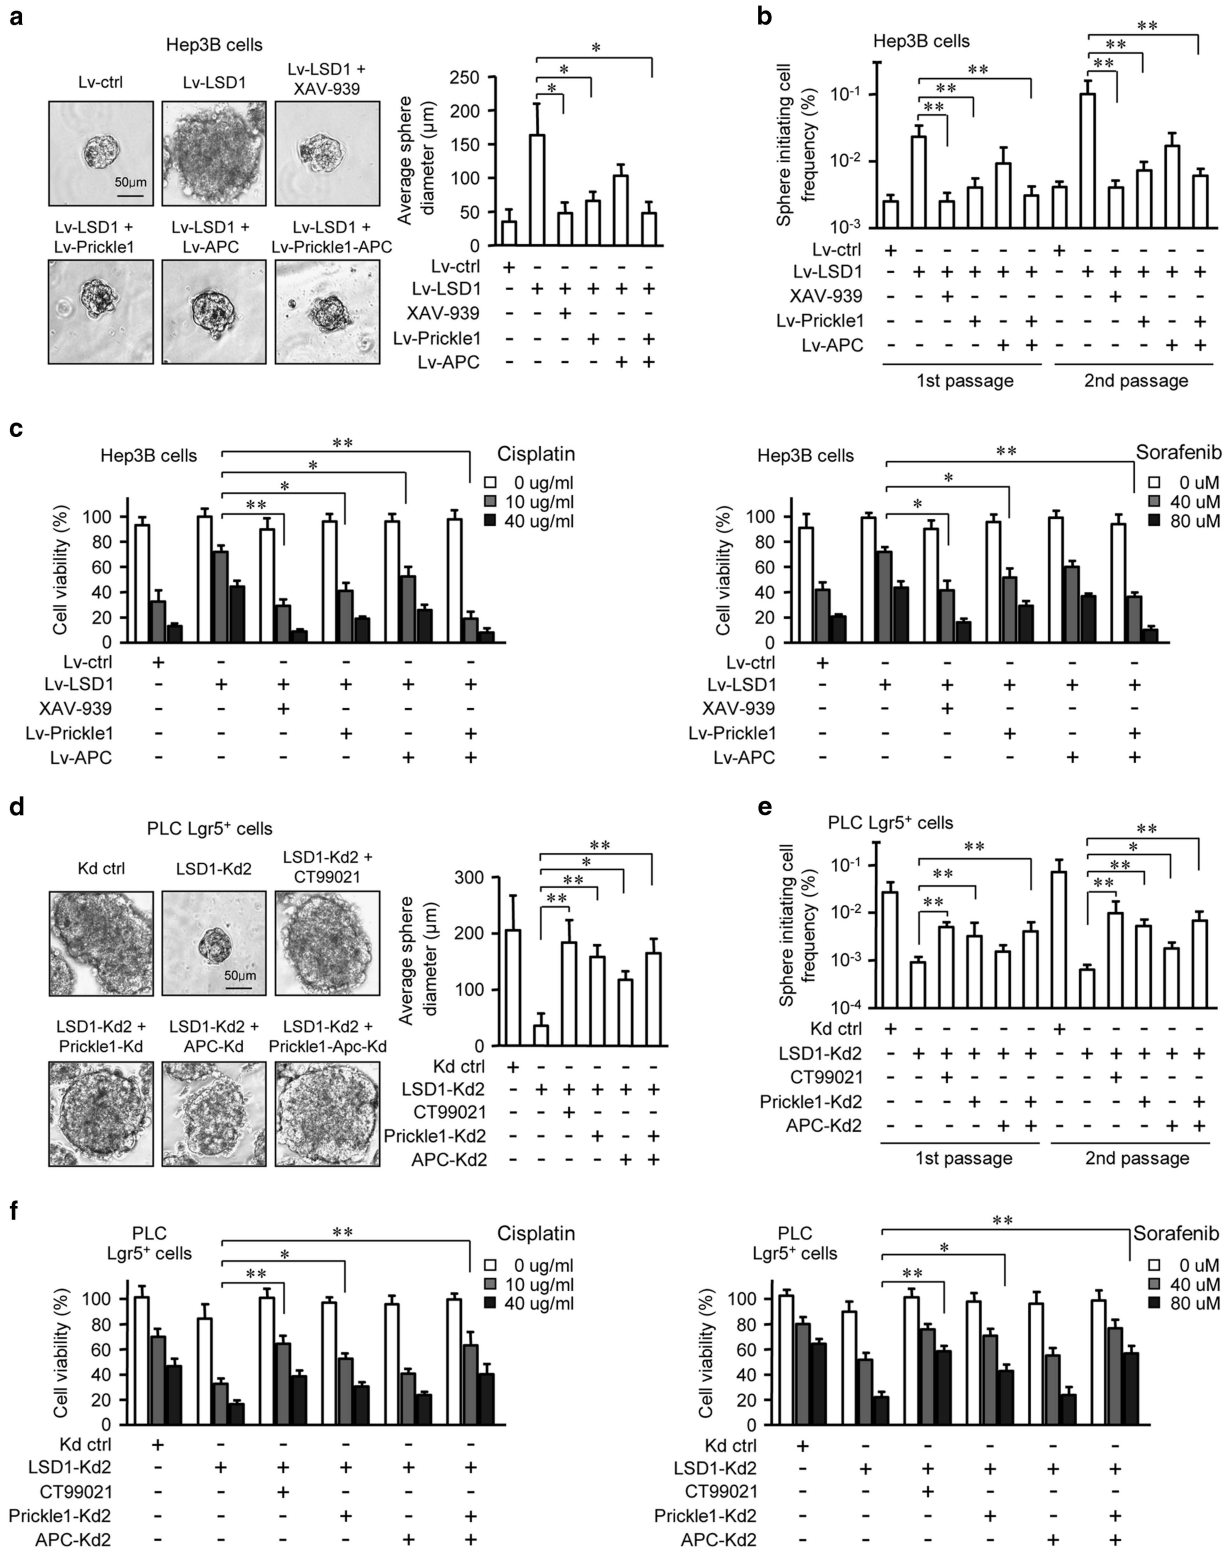 a
Hep3B cells
Lv-ctrl
Lv-LSD1
Lv-LSD1 +
XAV-939
50μm
Lv-LSD1 +
Lv-Prickle1
Lv-LSD1 +
Lv-APC
Lv-LSD1 +
Lv-Prickle1-APC
Average sphere
diameter (μm)
250
200
150
100
50
0
*
*
*
Lv-ctrl + - - - - -
Lv-LSD1 - + + + + +
XAV-939 - - + - - -
Lv-Prickle1 - - - + - +
Lv-APC - - - - + +
b
Hep3B cells
Sphere initiating cell
frequency (%)
10-1
10-2
10-3
**
**
**
**
**
**
Lv-ctrl + - - - - - + - - - - -
Lv-LSD1 - + + + + + - + + + + +
XAV-939 - - + - - - - - + - - -
Lv-Prickle1 - - - + - + - - - + - +
Lv-APC - - - - + + - - - - + +
1st passage
2nd passage
c
Hep3B cells
Cisplatin
0 ug/ml
10 ug/ml
40 ug/ml
**
*
*
**
Cell viability (%)
100
80
60
40
20
0
Lv-ctrl + - - - - -
Lv-LSD1 - + + + + +
XAV-939 - - + - - -
Lv-Prickle1 - - - + - +
Lv-APC - - - - + +
Hep3B cells
Sorafenib
0 uM
40 uM
80 uM
**
*
*
Cell viability (%)
100
80
60
40
20
0
Lv-ctrl + - - - - -
Lv-LSD1 - + + + + +
XAV-939 - - + - - -
Lv-Prickle1 - - - + - +
Lv-APC - - - - + +
d
PLC Lgr5+ cells
Kd ctrl
LSD1-Kd2
LSD1-Kd2 +
CT99021
50μm
LSD1-Kd2 +
Prickle1-Kd
LSD1-Kd2 +
APC-Kd
LSD1-Kd2 +
Prickle1-Apc-Kd
Average sphere
diameter (μm)
300
200
100
0
**
*
**
**
Kd ctrl + - - - - -
LSD1-Kd2 - + + + + +
CT99021 - - + - - -
Prickle1-Kd2 - - - + - +
APC-Kd2 - - - - + +
e
PLC Lgr5+ cells
Sphere initiating cell
frequency (%)
10-1
10-2
10-3
10-4
**
**
**
**
*
**
**
Kd ctrl + - - - - - + - - - - -
LSD1-Kd2 - + + + + + - + + + + +
CT99021 - - + - - - - - + - - -
Prickle1-Kd2 - - - + - + - - - + - +
APC-Kd2 - - - - + + - - - - + +
1st passage
2nd passage
f
PLC
Lgr5+ cells
Cisplatin
0 ug/ml
10 ug/ml
40 ug/ml
**
*
**
Cell viability (%)
100
80
60
40
20
0
Kd ctrl + - - - - -
LSD1-Kd2 - + + + + +
CT99021 - - + - - -
Prickle1-Kd2 - - - + - +
APC-Kd2 - - - - + +
PLC
Lgr5+ cells
Sorafenib
0 uM
40 uM
80 uM
**
*
**
Cell viability (%)
100
80
60
40
20
0
Kd ctrl + - - - - -
LSD1-Kd2 - + + + + +
CT99021 - - + - - -
Prickle1-Kd2 - - - + - +
APC-Kd2 - - - - + +